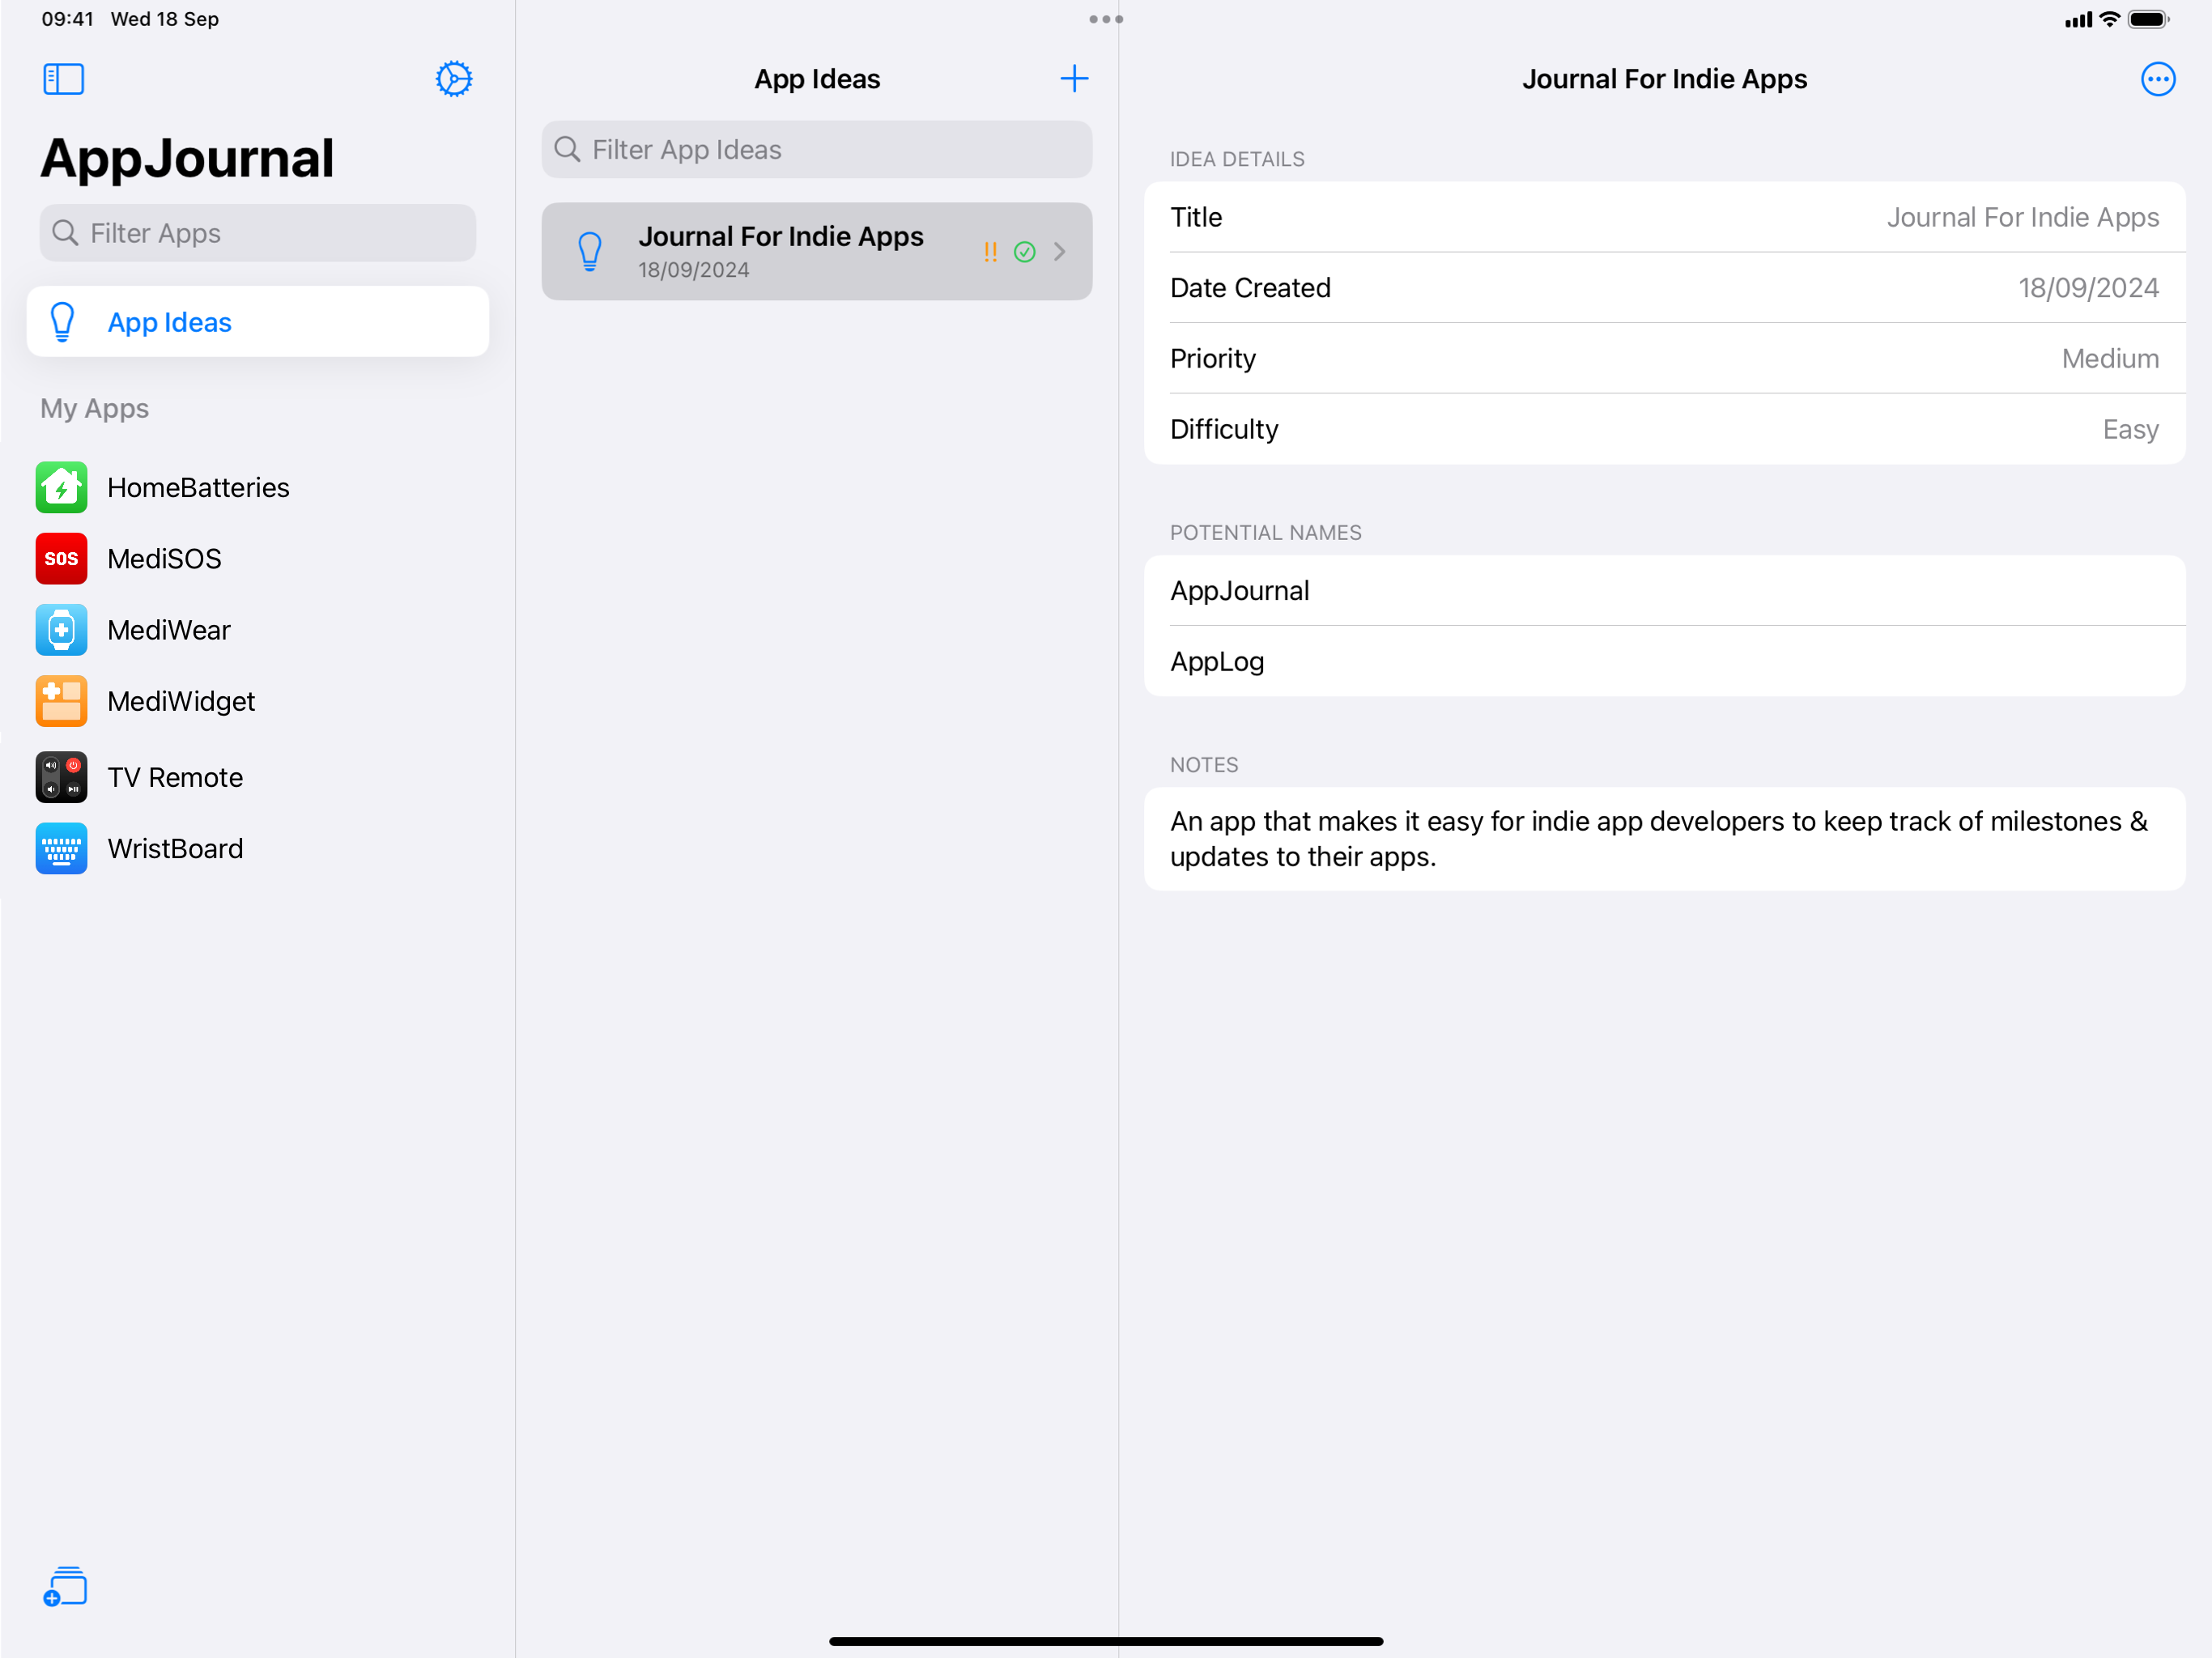 09:41 Wed 18 Sep
AppJournal
Filter Apps
App Ideas
My Apps
HomeBatteries
SOS
MediSOS
MediWear
MediWidget
TV Remote
WristBoard
App Ideas
Filter App Ideas
Journal For Indie Apps
18/09/2024
Journal For Indie Apps
IDEA DETAILS
Title Journal For Indie Apps
Date Created 18/09/2024
Priority Medium
Difficulty Easy
POTENTIAL NAMES
AppJournal
AppLog
NOTES
An app that makes it easy for indie app developers to keep track of milestones &
updates to their apps.